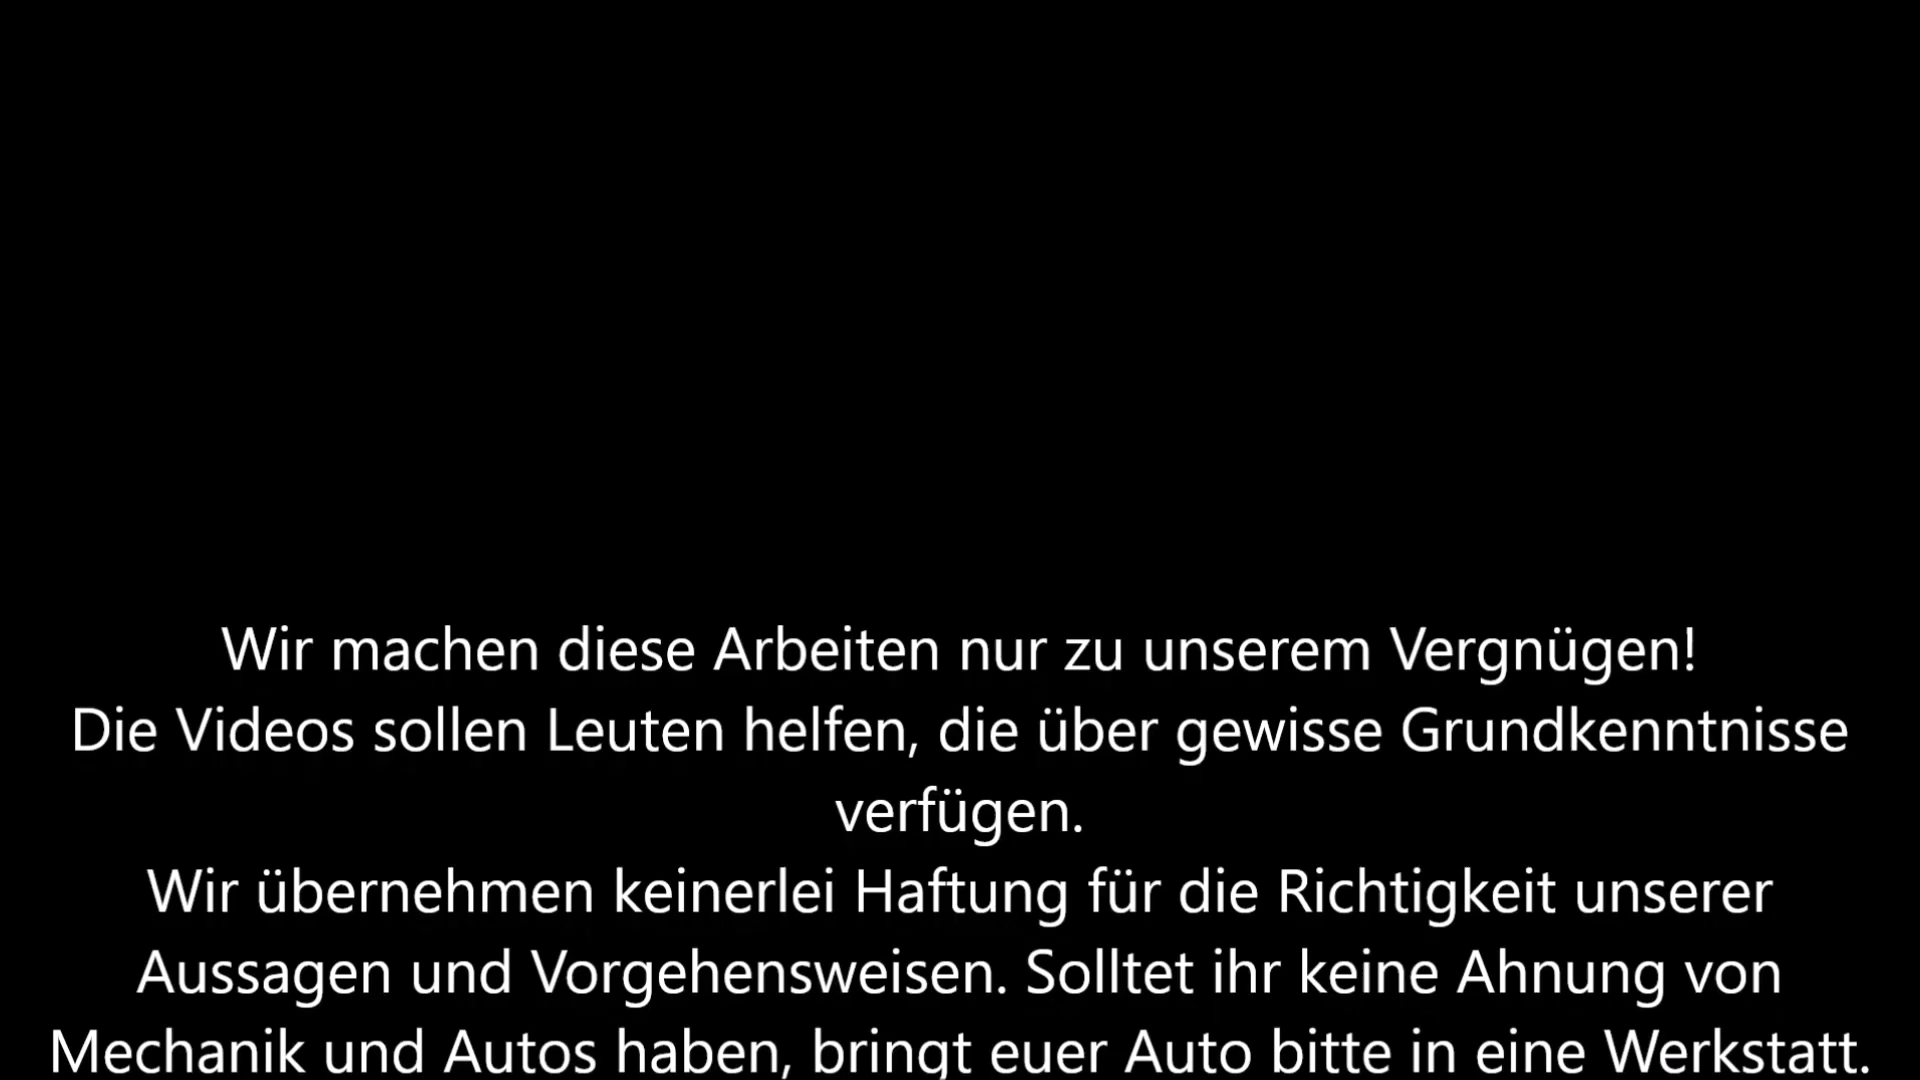 Wir machen diese Arbeiten nur zu unserem Vergnügen!
Die Videos sollen Leuten helfen, die über gewisse Grundkenntnisse
verfügen.
Wir übernehmen keinerlei Haftung für die Richtigkeit unserer
Aussagen und Vorgehensweisen. Solltet ihr keine Ahnung von
Mechanik und Autos haben, bringt euer Auto bitte in eine Werkstatt.